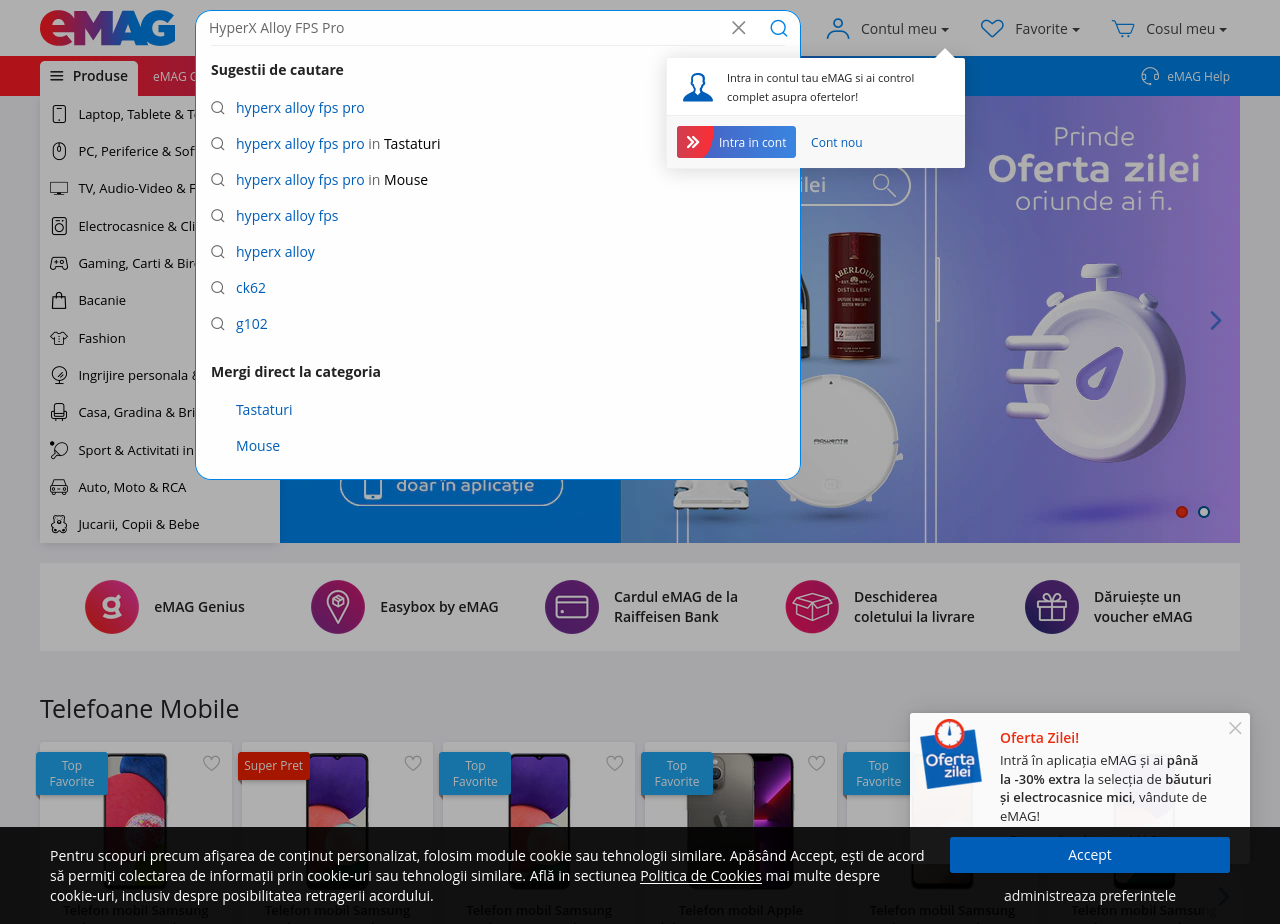 eMAG
HyperX Alloy FPS Pro
Contul meu
Favorite
Cosul meu
Produse
eMAG
eMAG Help
Sugestii de cautare
hyperx alloy fps pro
hyperx alloy fps pro in Tastaturi
hyperx alloy fps pro in Mouse
hyperx alloy fps
hyperx alloy
ck62
g102
Mergi direct la categoria
Tastaturi
Mouse
Intra in contul tau eMAG si ai control
complet asupra ofertelor!
Intra in cont
Cont nou
Laptop, Tablete &
PC, Periferice &
TV, Audio-Video &
Electrocasnice &
Gaming, Carti &
Bacanie
Fashion
Ingrijire personala
Casa, Gradina &
Sport & Activitati in
Auto, Moto & RCA
Jucarii, Copii & Bebe
doar în aplicație
Prinde
Oferta zilei
oriunde ai fi.
ABERLOUR
DISTILLERY
12
rowenta
eMAG Genius
Easybox by eMAG
Cardul eMAG de la
Raiffeisen Bank
Deschiderea
coletului la livrare
Dăruiește un
voucher eMAG
Telefoane Mobile
Top
Favorite
Super Pret
Top
Favorite
Top
Favorite
Top
Favorite
Oferta
zilei
Oferta Zilei!
Intră în aplicația eMAG și ai până
la -30% extra la selecția de băuturi
și electrocasnice mici, vândute de
eMAG!
Pentru scopuri precum afișarea de conținut personalizat, folosim module cookie sau tehnologii similare. Apăsând Accept, ești de acord
să permiți colectarea de informații prin cookie-uri sau tehnologii similare. Află in sectiunea Politica de Cookies mai multe despre
cookie-uri, inclusiv despre posibilitatea retragerii acordului.
Accept
administreaza preferintele
Telefon mobil Samsung
Telefon mobil Samsung
Telefon mobil Samsung
Telefon mobil Apple
Telefon mobil Samsung
Telefon mobil Samsung